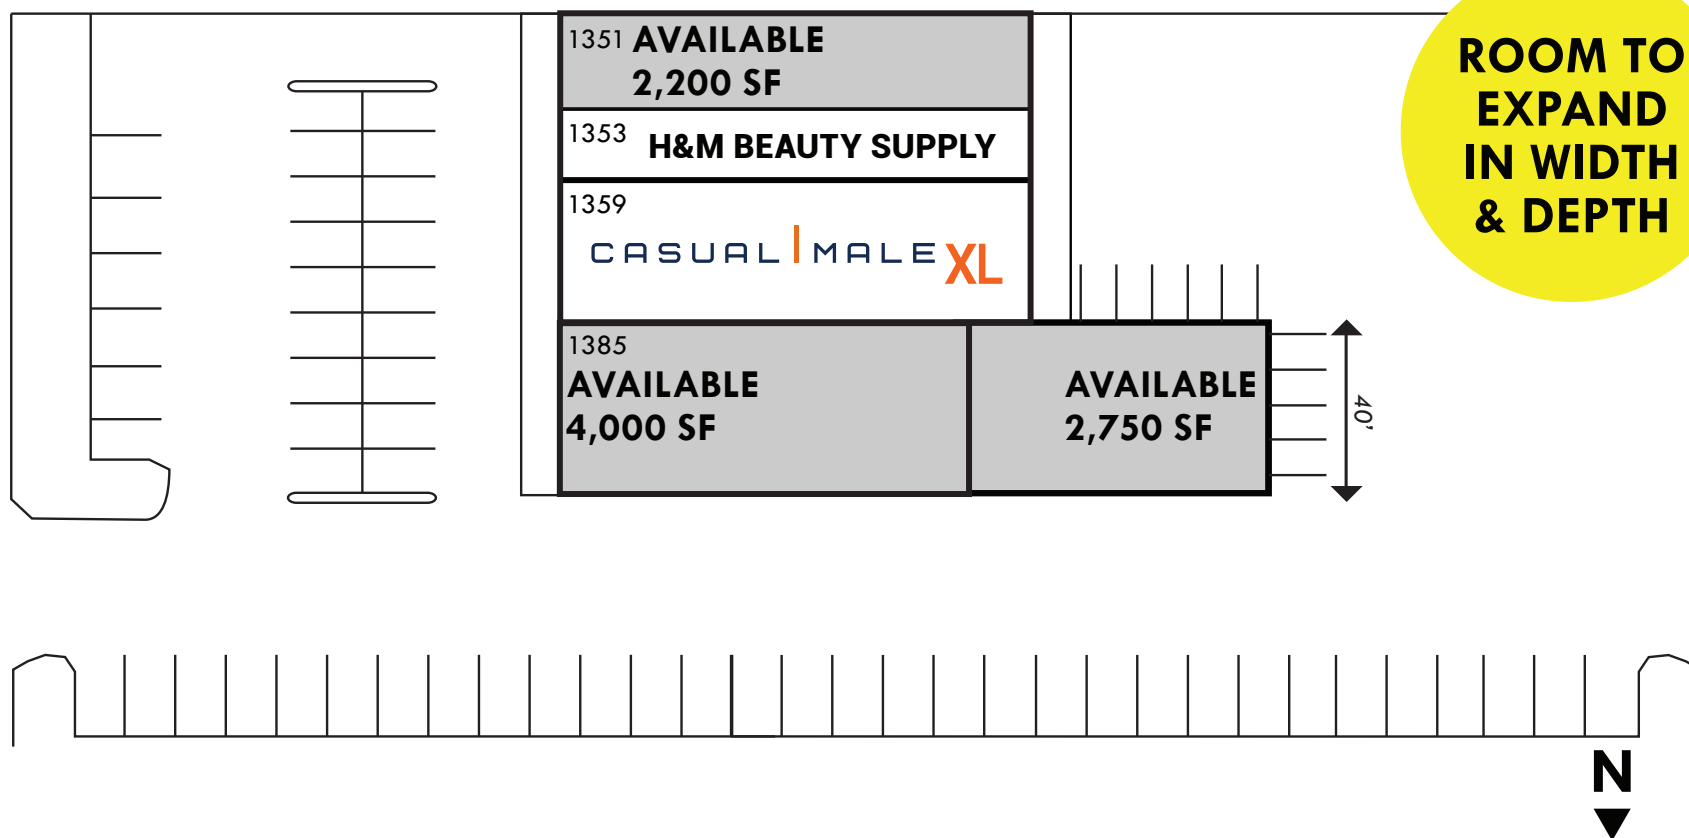 1351 AVAILABLE
2,200 SF
1353 H&M BEAUTY SUPPLY
1359
CASUAL MALE XL
1385
AVAILABLE
4,000 SF
AVAILABLE
2,750 SF
40'
ROOM TO
EXPAND
IN WIDTH
& DEPTH
N